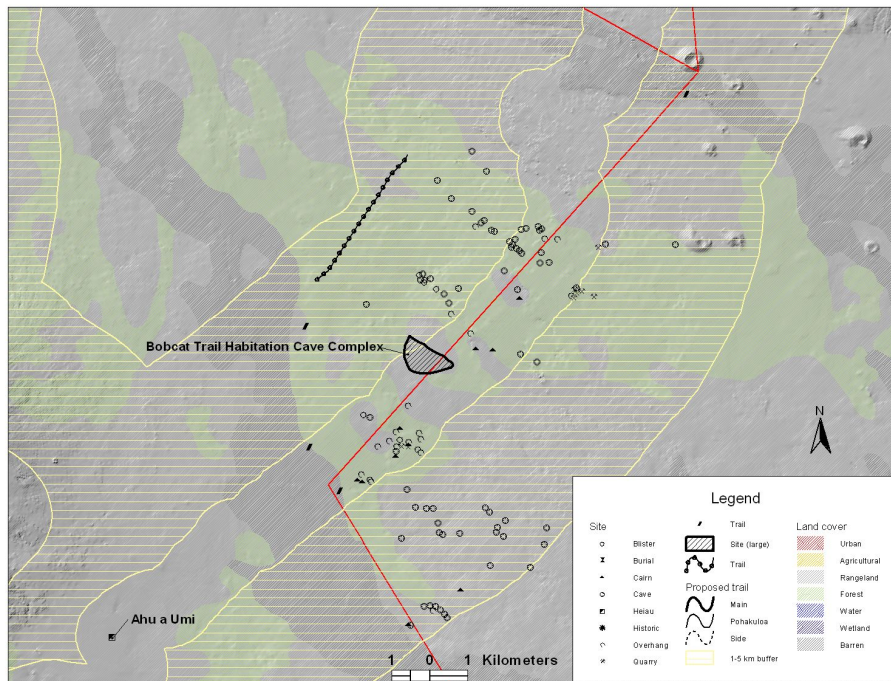 Bobcat Trail Habitation Cave Complex
N
Ahu a Umi
1 0 1 Kilometers
Legend
Site
Blister
Burial
Cairn
Cave
Heiau
Historic
Overhang
Quarry
Trail
Site (large)
Trail
Proposed trail
Main
Pohakuloa
Side
1-5 km buffer
Land cover
Urban
Agricultural
Rangeland
Forest
Water
Wetland
Barren